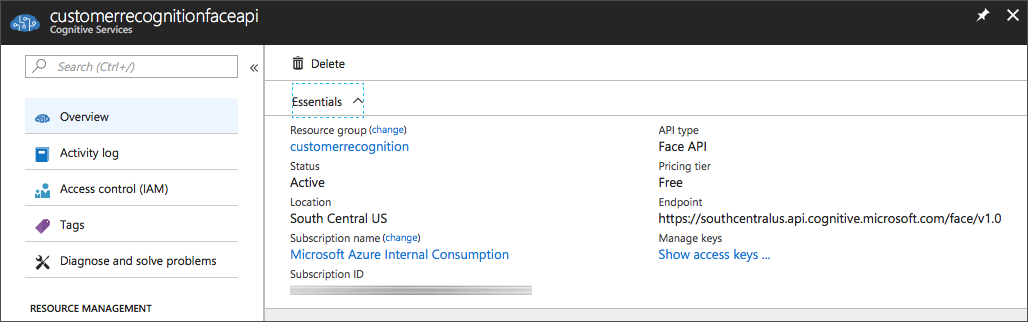 customerrecognitionfaceapi
Cognitive Services
Search (Ctrl+/)
Overview
Activity log
Access control (IAM)
Tags
Diagnose and solve problems
RESOURCE MANAGEMENT
Delete
Essentials
Resource group (change)
customerrecognition
Status
Active
Location
South Central US
Subscription name (change)
Microsoft Azure Internal Consumption
Subscription ID
API type
Face API
Pricing tier
Free
Endpoint
https://southcentralus.api.cognitive.microsoft.com/face/v1.0
Manage keys
Show access keys ...